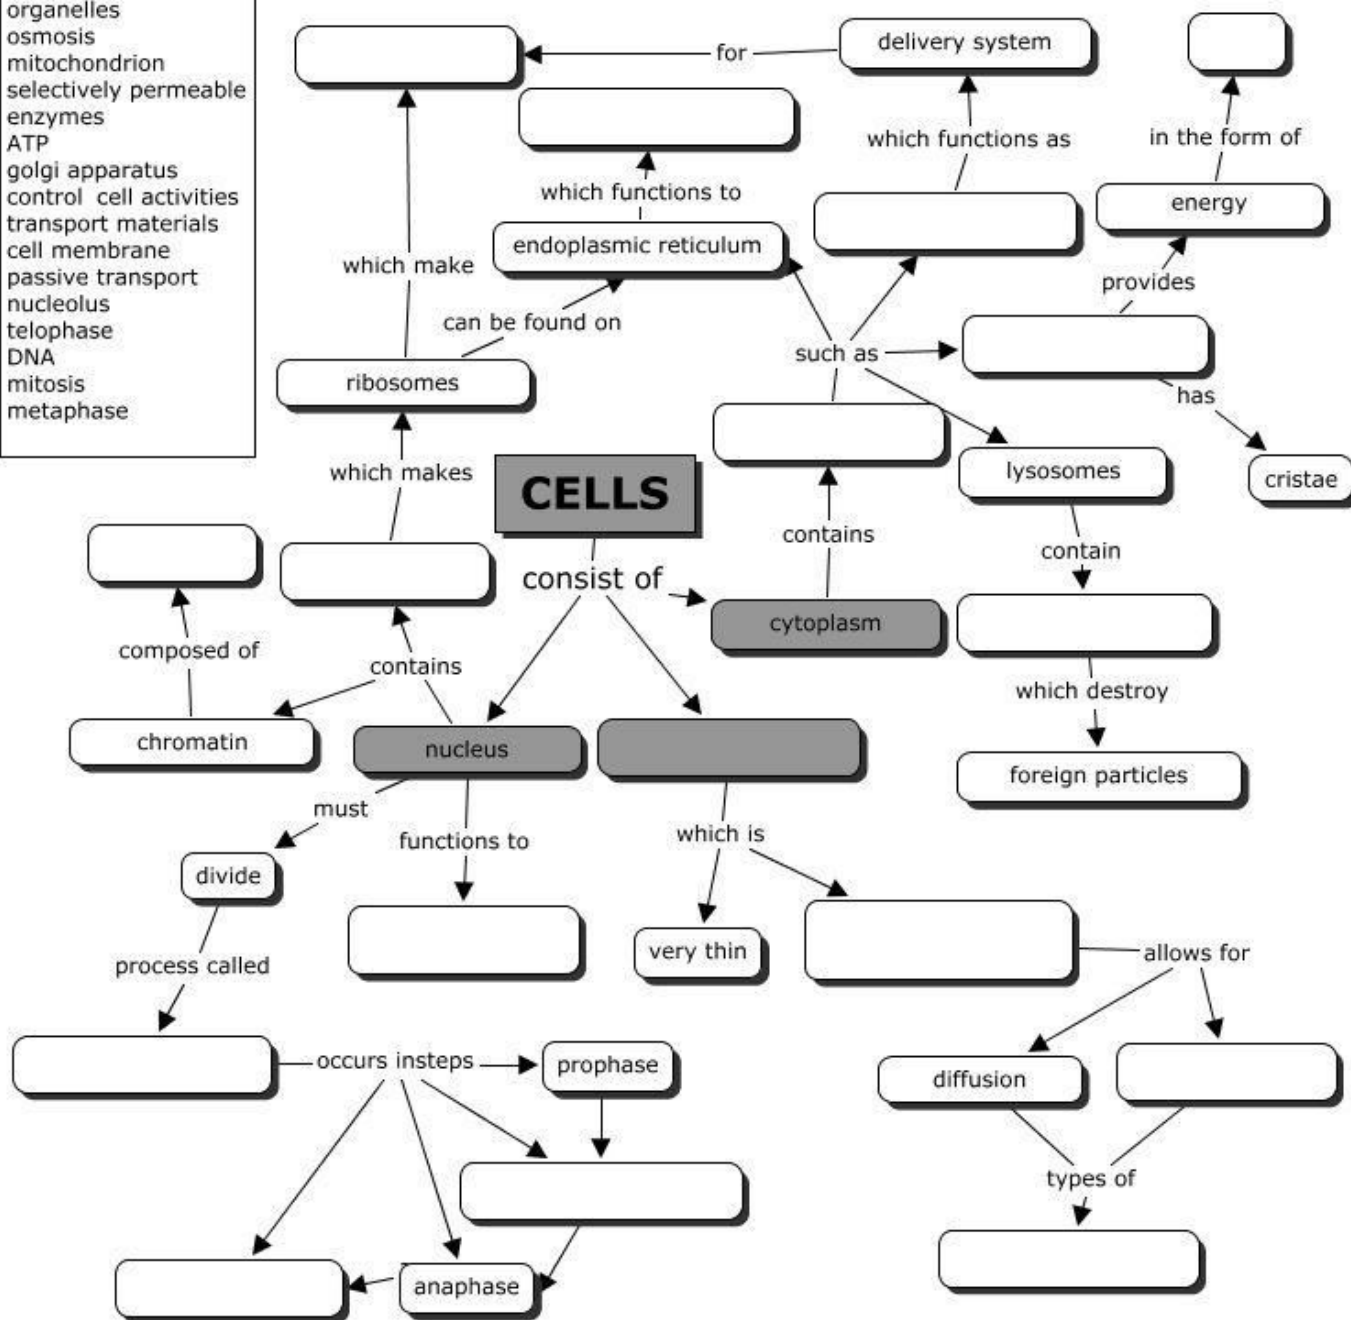 organelles
osmosis
mitochondrion
selectively permeable
enzymes
ATP
golgi apparatus
control cell activities
transport materials
cell membrane
passive transport
nucleolus
telophase
DNA
mitosis
metaphase
for
delivery system
which functions as
in the form of
which functions to
energy
endoplasmic reticulum
which make
provides
can be found on
such as
ribosomes
has
which makes
lysosomes
cristae
CELLS
contains
contain
consist of
cytoplasm
composed of
contains
which destroy
chromatin
nucleus
foreign particles
must
functions to
which is
divide
very thin
allows for
process called
occurs insteps
prophase
diffusion
types of
anaphase